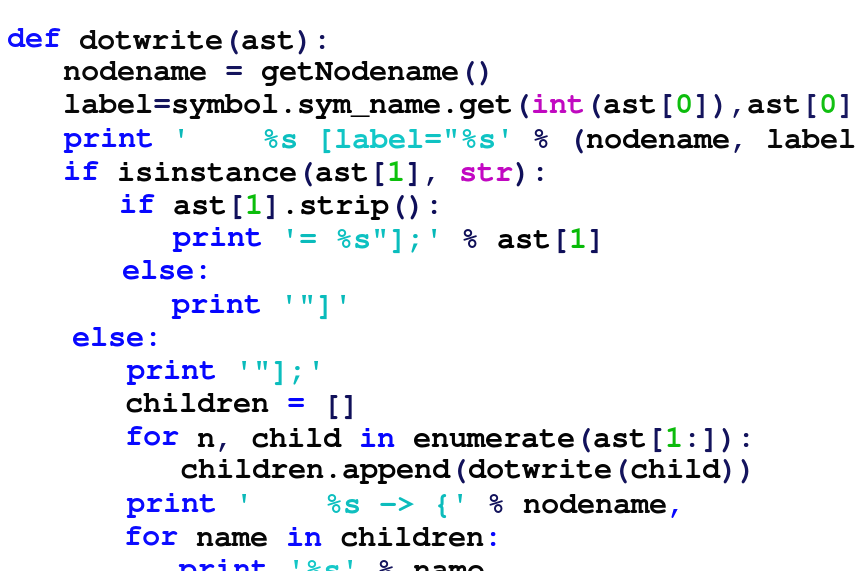 def dotwrite(ast):
    nodename = getNodename()
    label=symbol.sym_name.get(int(ast[0]),ast[0]
    print '    %s [label="%s' % (nodename, label
    if isinstance(ast[1], str):
        if ast[1].strip():
            print '= %s"];' % ast[1]
        else:
            print '"]'
    else:
        print '"];'
        children = []
        for n, child in enumerate(ast[1:]):
            children.append(dotwrite(child))
        print '    %s -> {' % nodename,
        for name in children:
            print '%s' % name